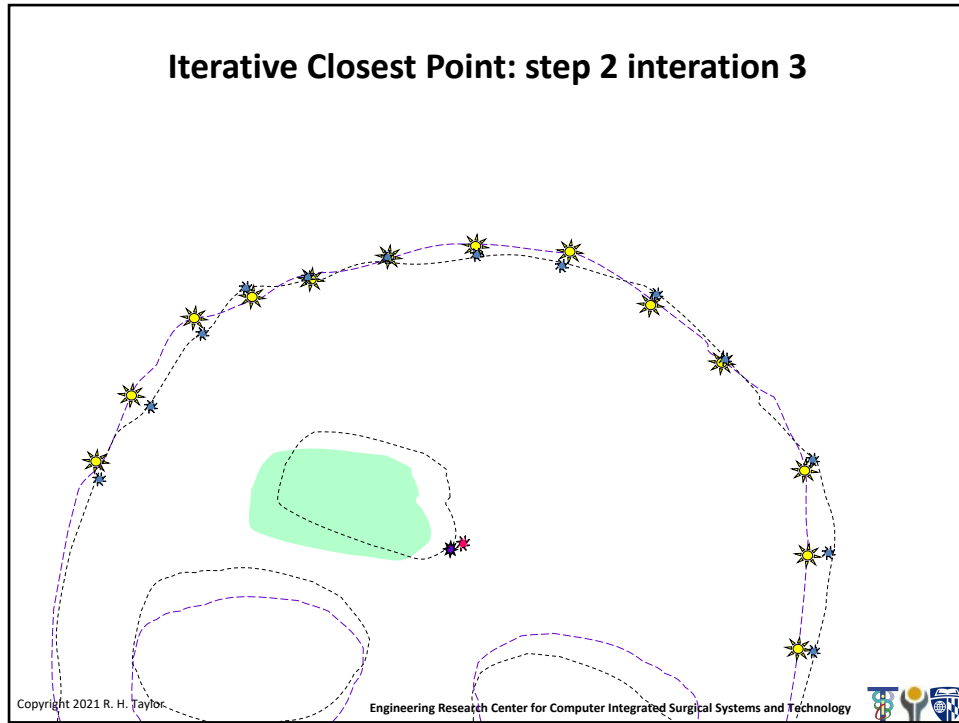 Iterative Closest Point: step 2 interation 3
Copyright 2021 R. H. Taylor
Engineering Research Center for Computer Integrated Surgical Systems and Technology